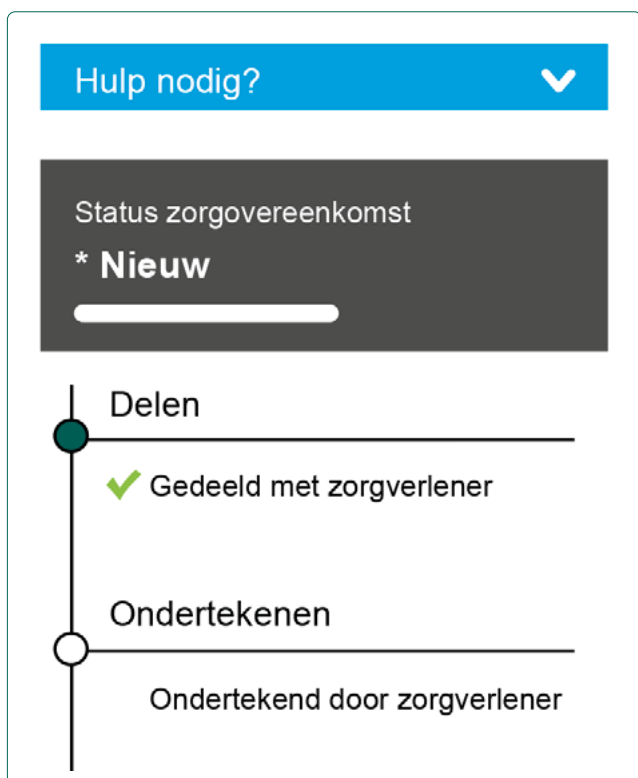 Hulp nodig?
Status zorgovereenkomst
* Nieuw
Delen
Gedeeld met zorgverlener
Ondertekenen
Ondertekend door zorgverlener